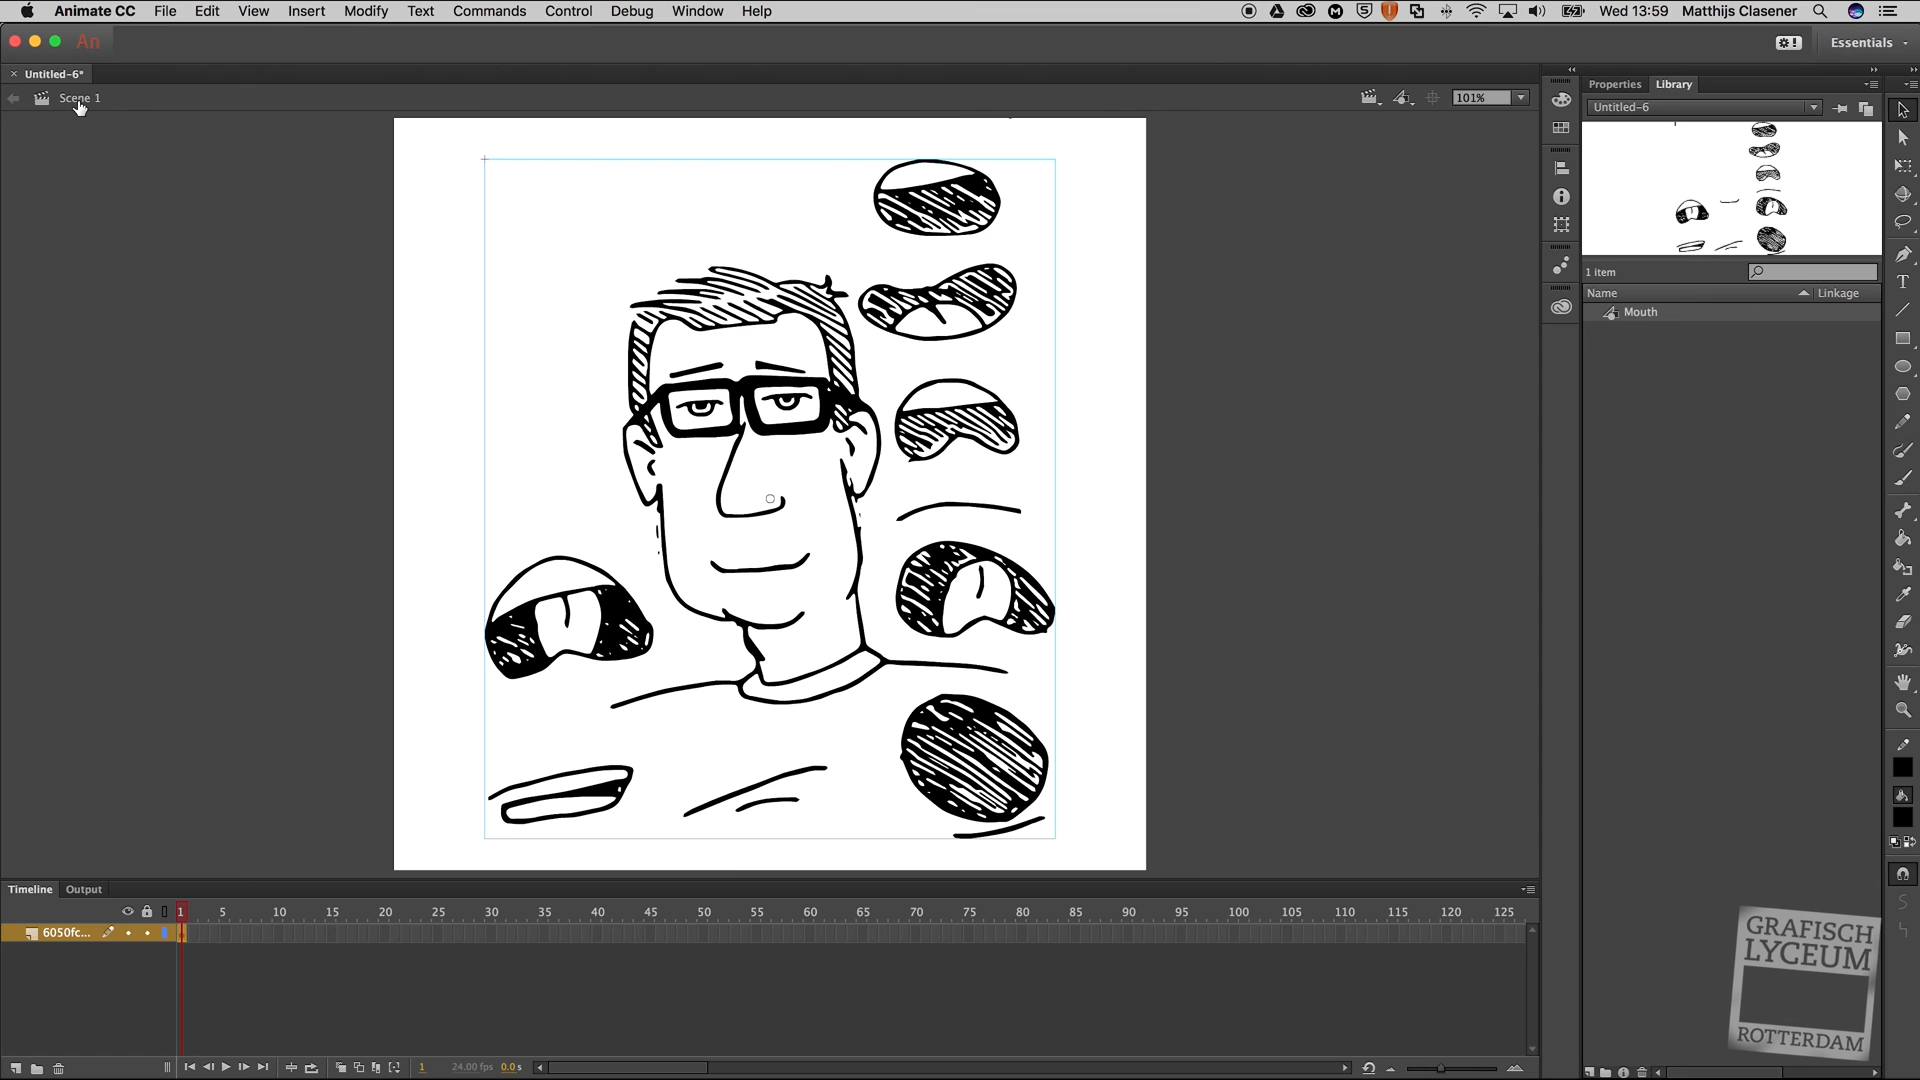 Animate CC File Edit View Insert Modify Text Commands Control Debug Window Help Wed 13:59 Matthijs Clasener
An Essentials
Untitled-6*
Scene 1 101%
Properties Library
Untitled-6
1 item
Name Linkage
Mouth
Timeline Output
1 5 10 15 20 25 30 35 40 45 50 55 60 65 70 75 80 85 90 95 100 105 110 115 120 125
6050fc...
1 24.00 fps 0.0 s
GRAFISCH
LYCEUM
ROTTERDAM